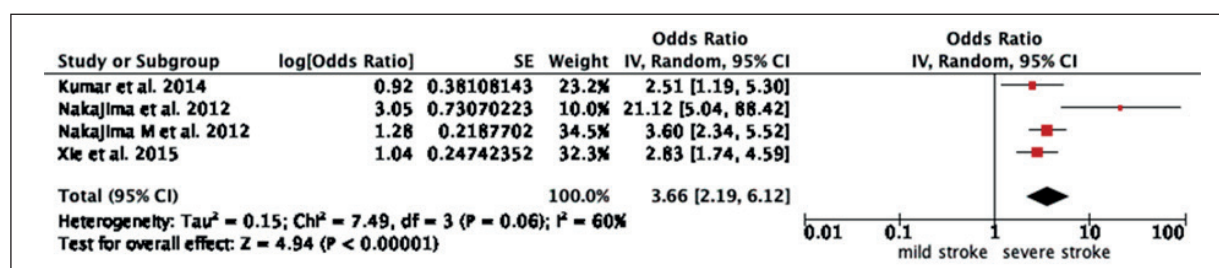 Odds Ratio Odds Ratio
Study or Subgroup log[Odds Ratio] SE Weight IV, Random, 95% CI IV, Random, 95% CI
Kumar et al. 2014 0.92 0.38108143 23.2% 2.51 [1.19, 5.30]
Nakajima et al. 2012 3.05 0.73070223 10.0% 21.12 [5.04, 88.42]
Nakajima M et al. 2012 1.28 0.2187702 34.5% 3.60 [2.34, 5.52]
Xie et al. 2015 1.04 0.24742352 32.3% 2.83 [1.74, 4.59]
Total (95% CI) 100.0% 3.66 [2.19, 6.12]
Heterogeneity: Tau² = 0.15; Chi² = 7.49, df = 3 (P = 0.06); I² = 60%
Test for overall effect: Z = 4.94 (P < 0.00001)
0.01 0.1 1 10 100
mild stroke severe stroke